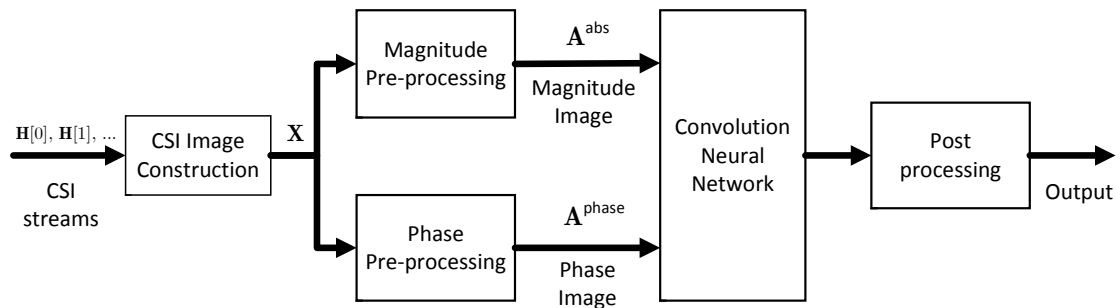 H[0], H[1], ...
CSI
streams
CSI Image
Construction
X
Magnitude
Pre-processing
A^abs
Magnitude
Image
Phase
Pre-processing
A^phase
Phase
Image
Convolution
Neural
Network
Post
processing
Output